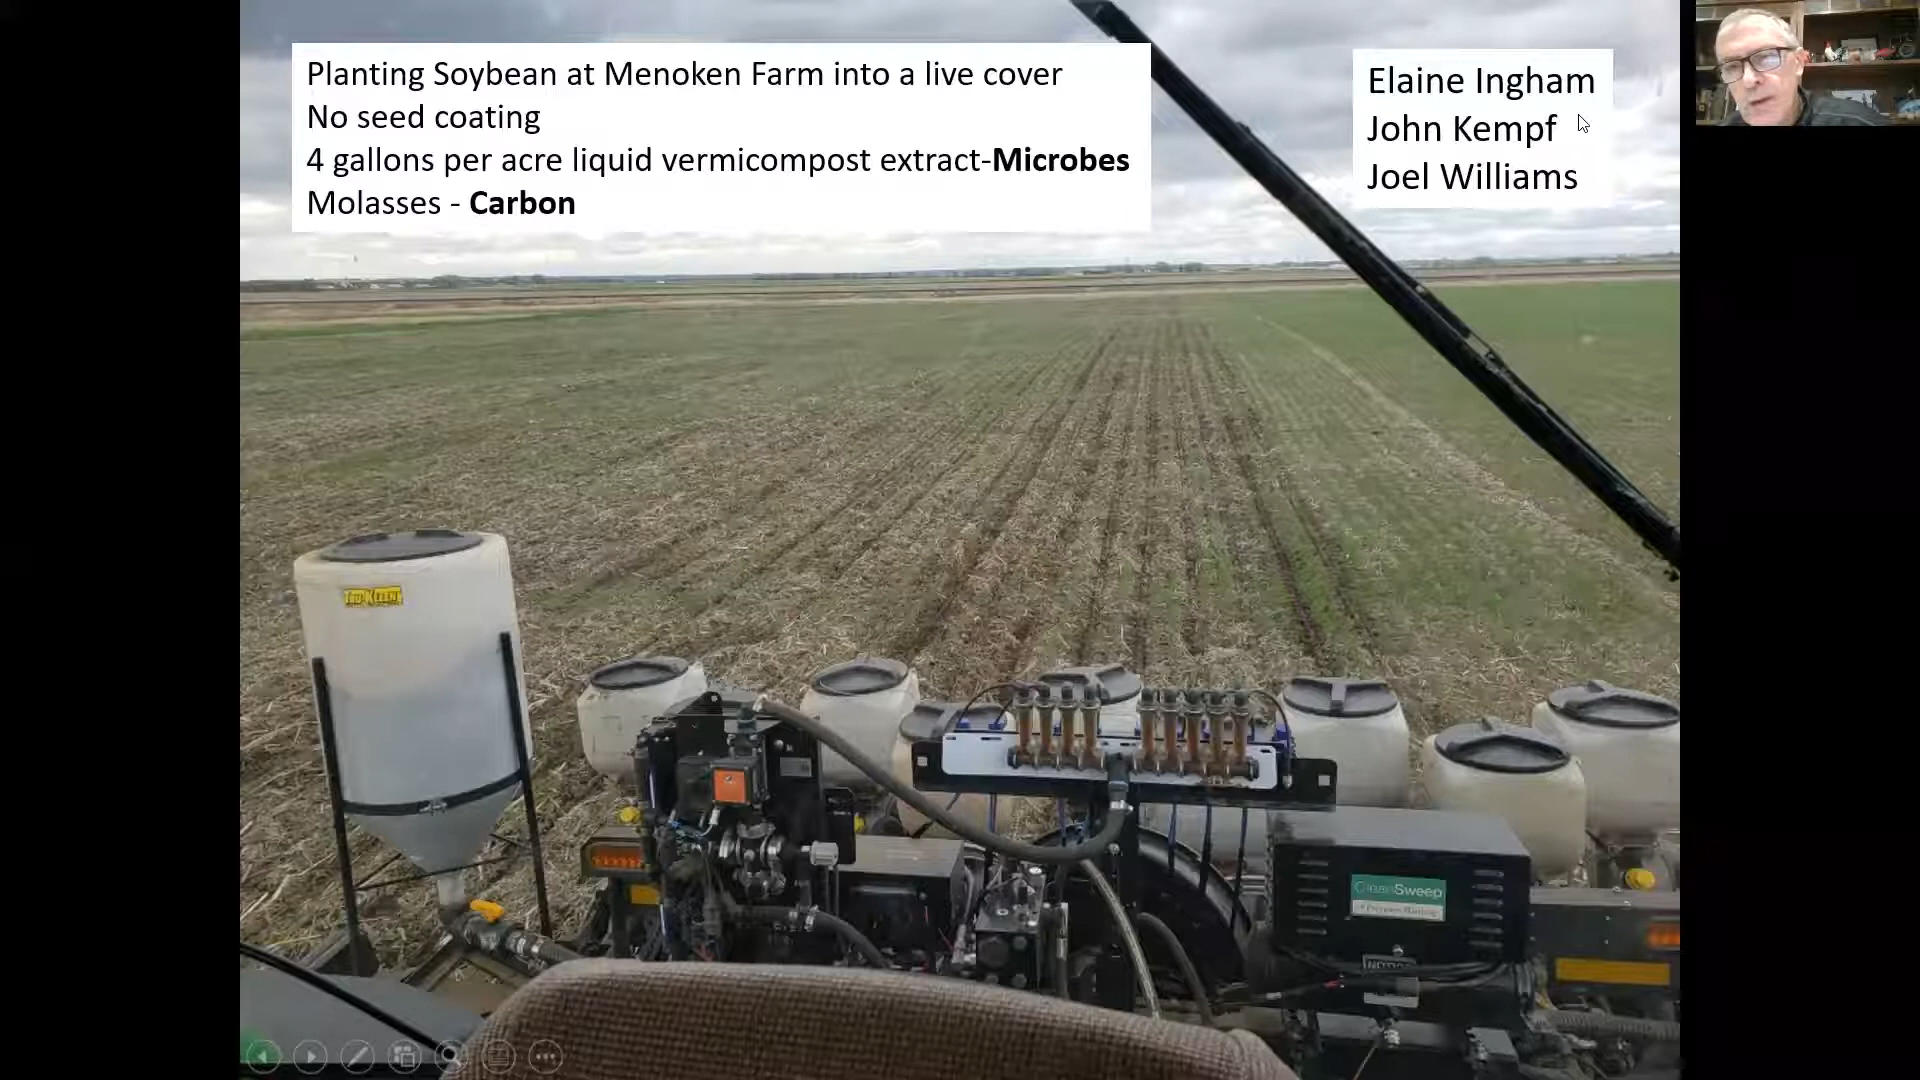 Planting Soybean at Menoken Farm into a live cover
No seed coating
4 gallons per acre liquid vermicompost extract-Microbes
Molasses - Carbon
Elaine Ingham
John Kempf
Joel Williams
CleanSweep